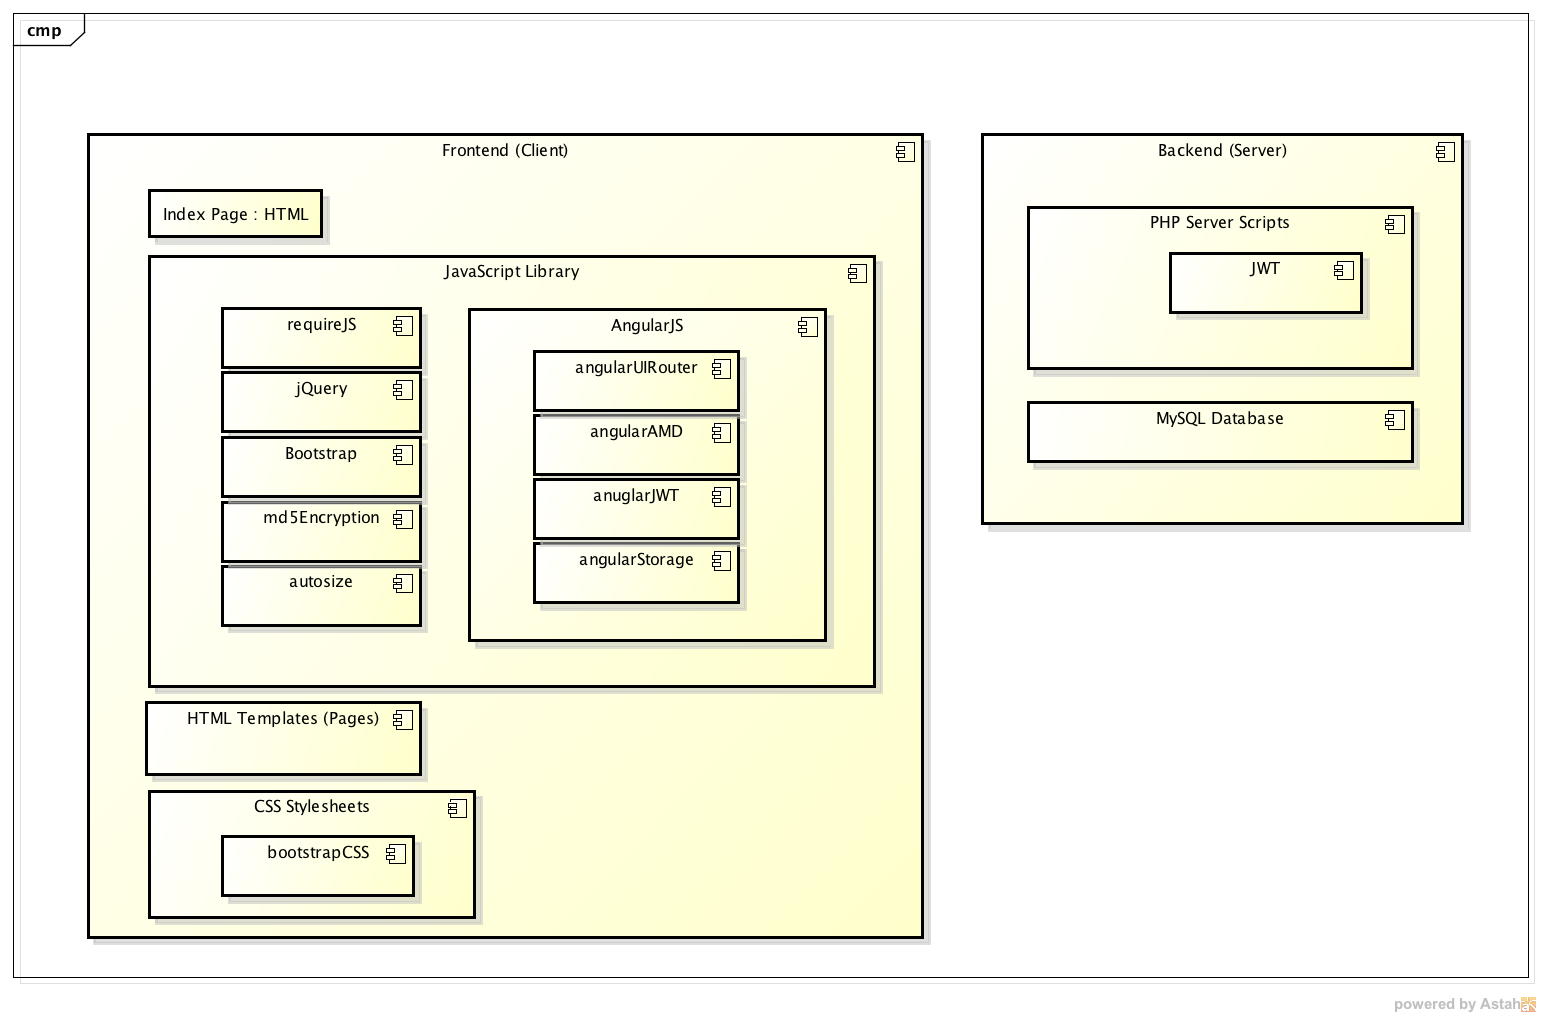 cmp
Frontend (Client)
Index Page : HTML
JavaScript Library
requireJS
jQuery
Bootstrap
md5Encryption
autosize
AngularJS
angularUIRouter
angularAMD
anuglarJWT
angularStorage
HTML Templates (Pages)
CSS Stylesheets
bootstrapCSS
Backend (Server)
PHP Server Scripts
JWT
MySQL Database
powered by Astah